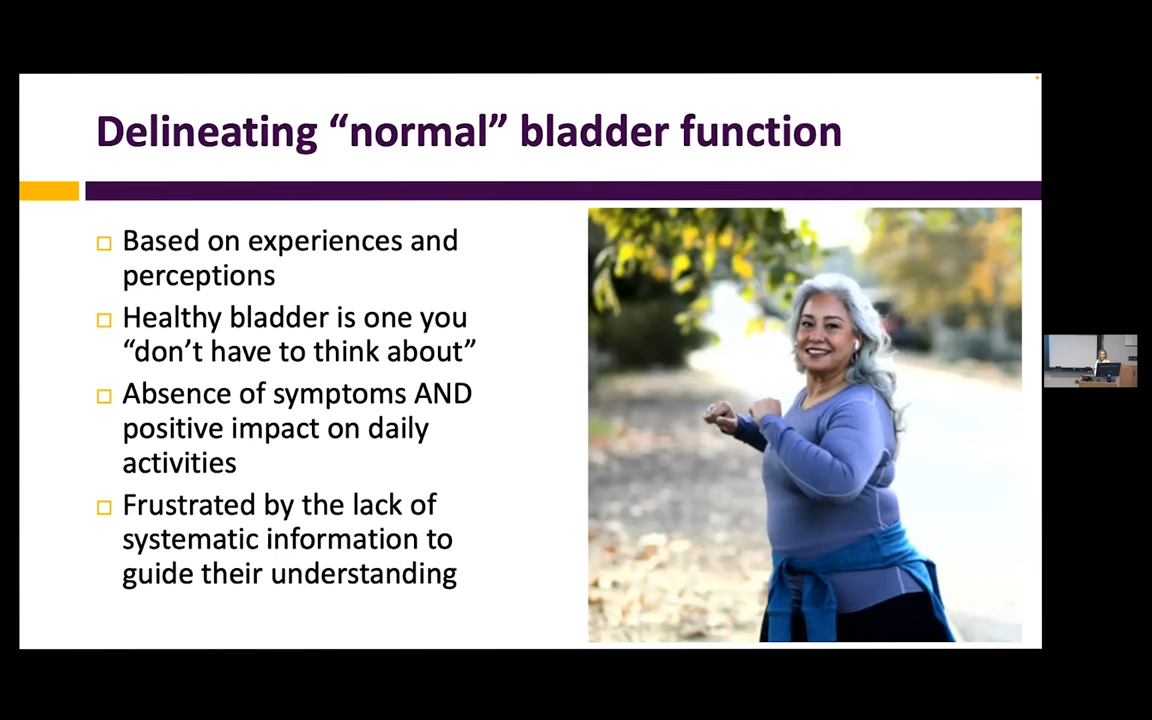 Delineating “normal” bladder function
Based on experiences and
perceptions
Healthy bladder is one you
“don’t have to think about”
Absence of symptoms AND
positive impact on daily
activities
Frustrated by the lack of
systematic information to
guide their understanding